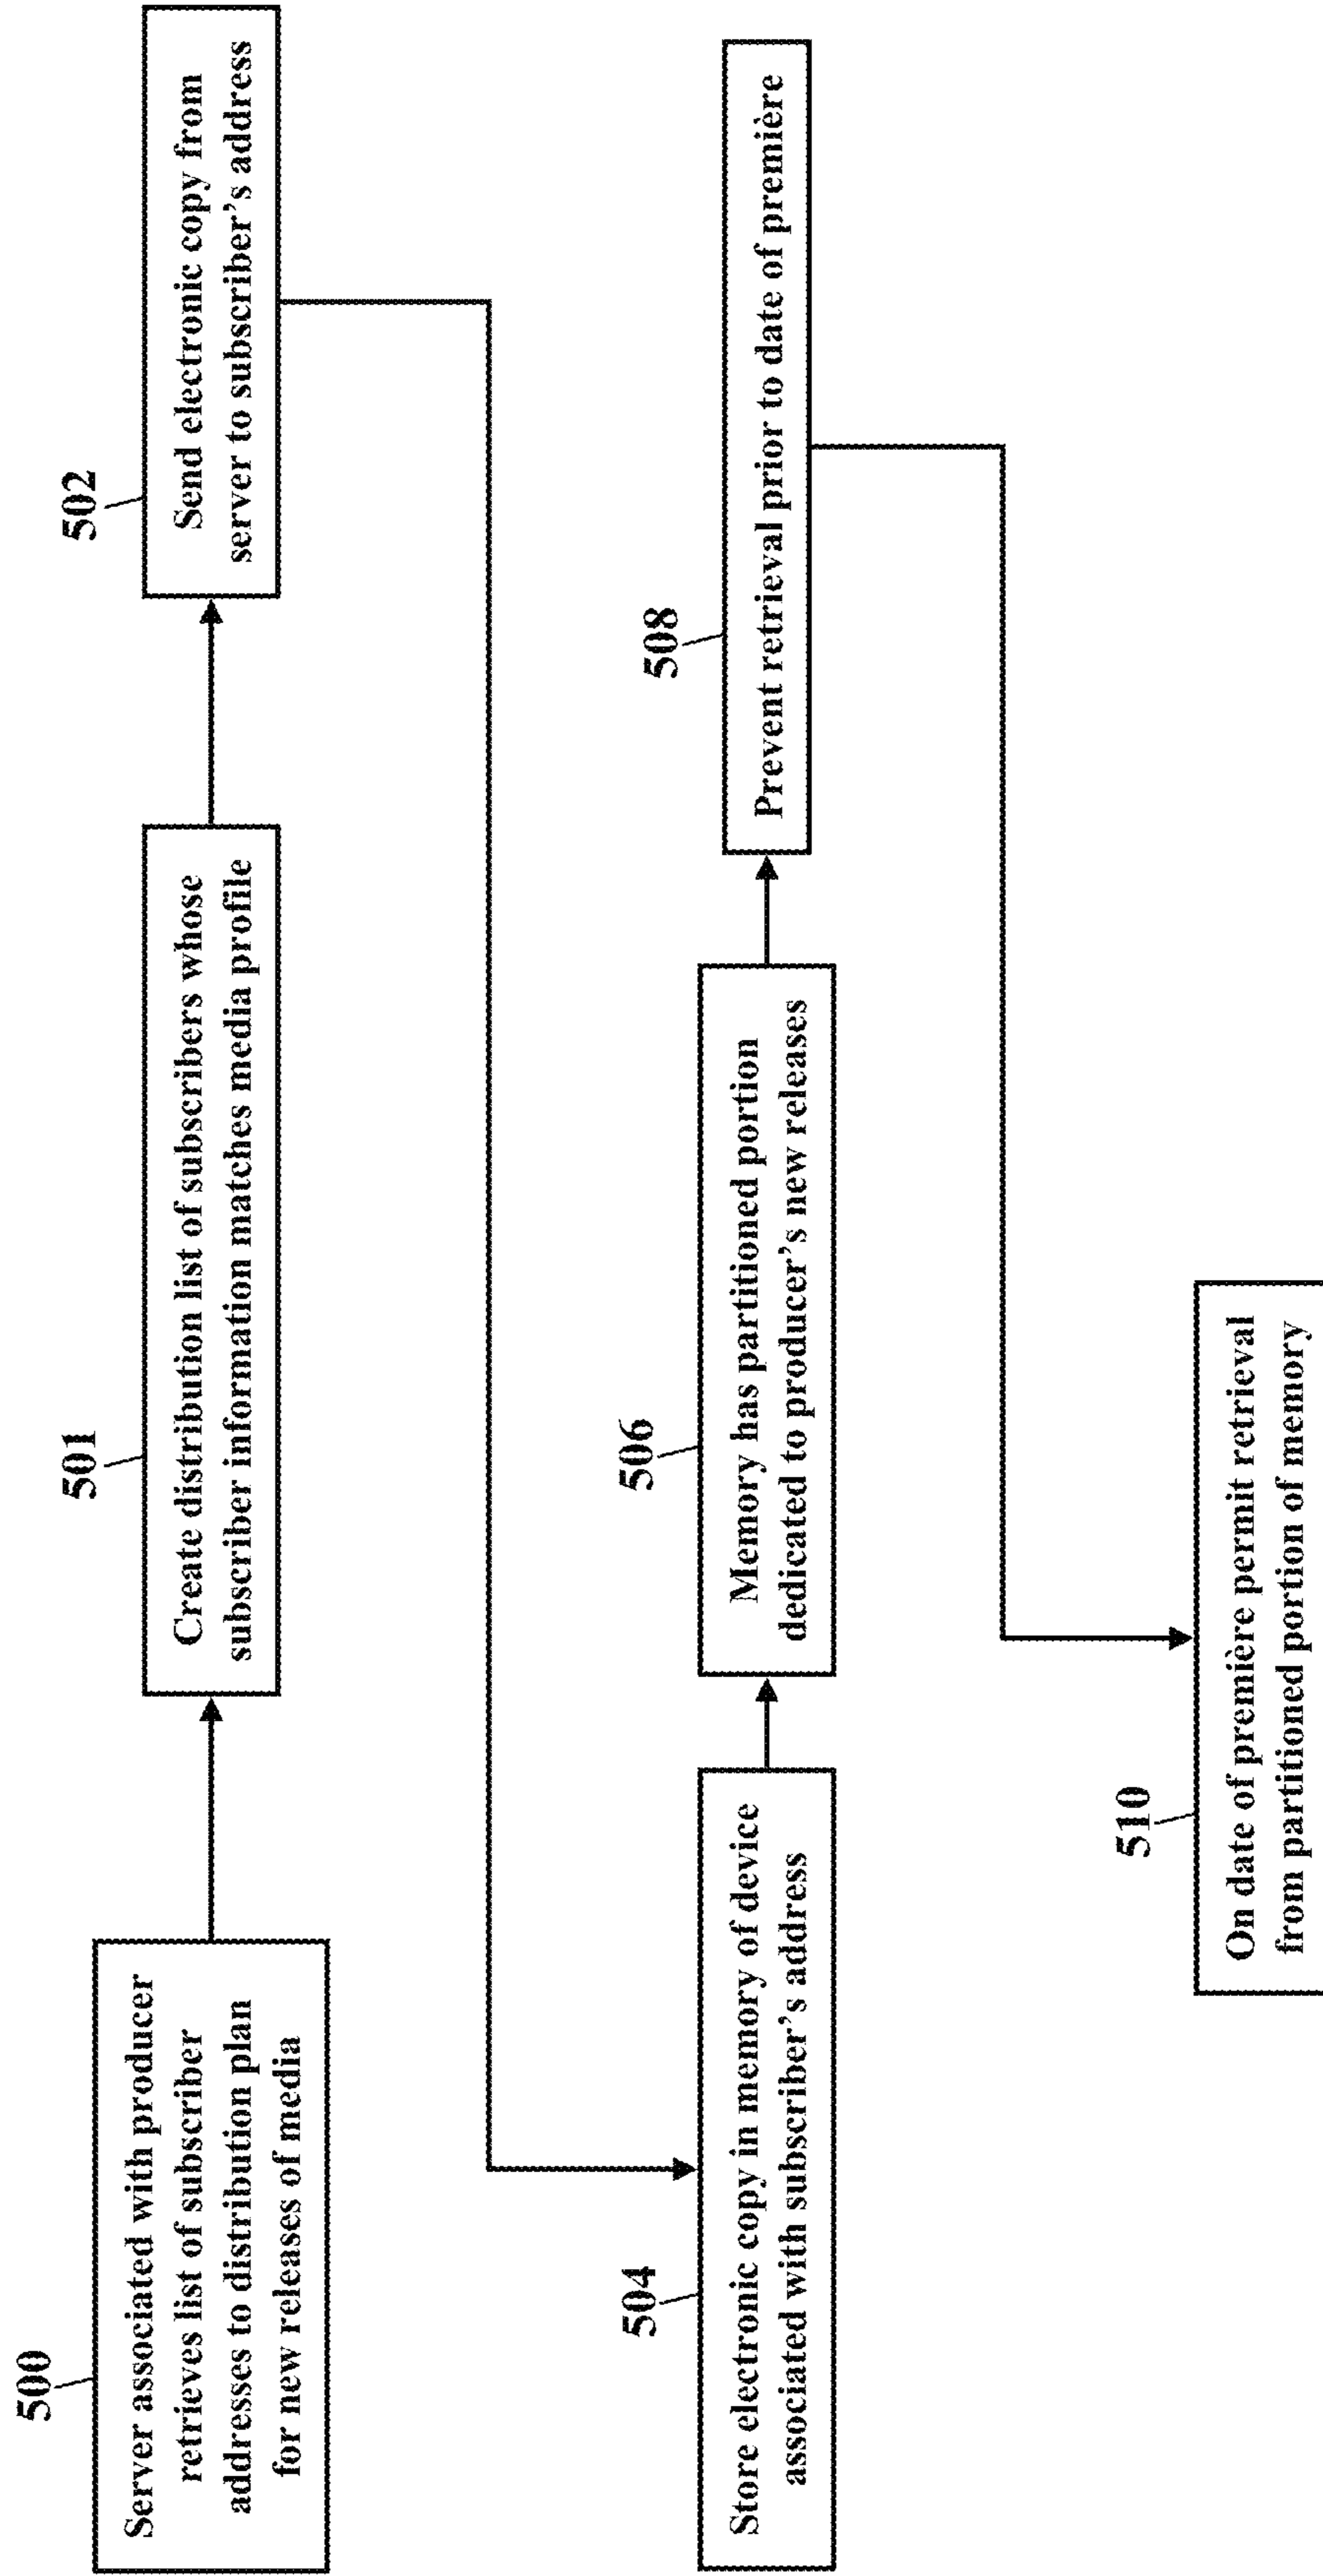 500
Server associated with producer
retrieves list of subscriber
addresses to distribution plan
for new releases of media
501
Create distribution list of subscribers whose
subscriber information matches media profile
502
Send electronic copy from
server to subscriber's address
504
Store electronic copy in memory of device
associated with subscriber's address
506
Memory has partitioned portion
dedicated to producer's new releases
508
Prevent retrieval prior to date of première
510
On date of première permit retrieval
from partitioned portion of memory